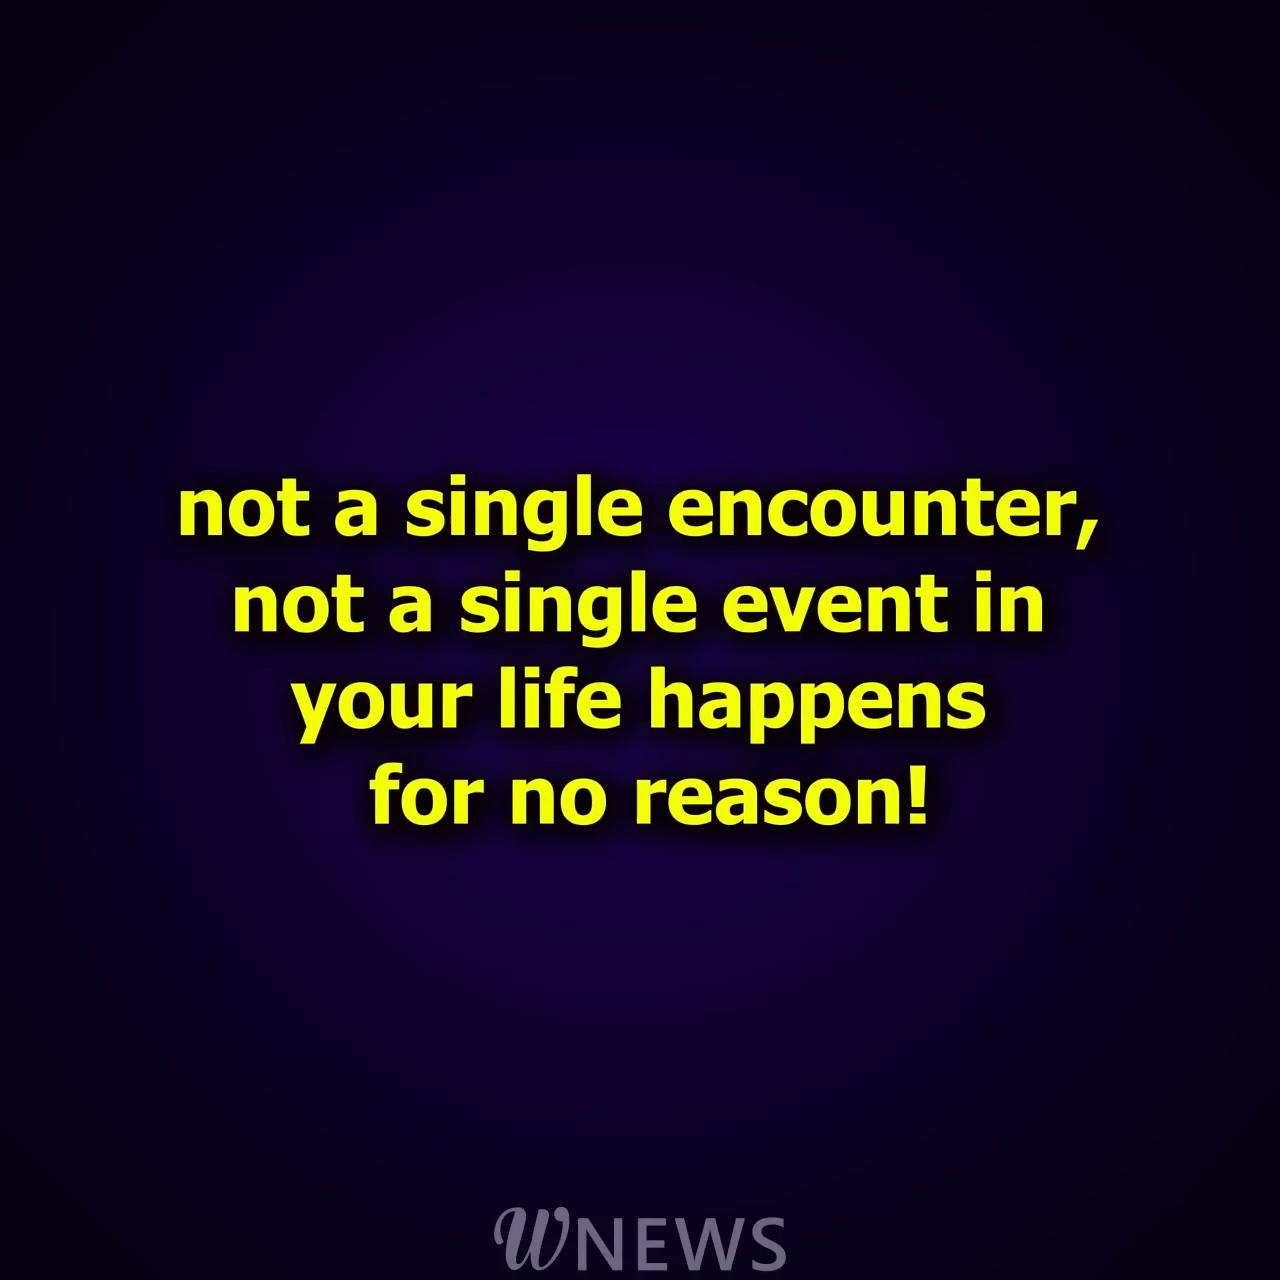 not a single encounter,
not a single event in
your life happens
for no reason!
WNEWS